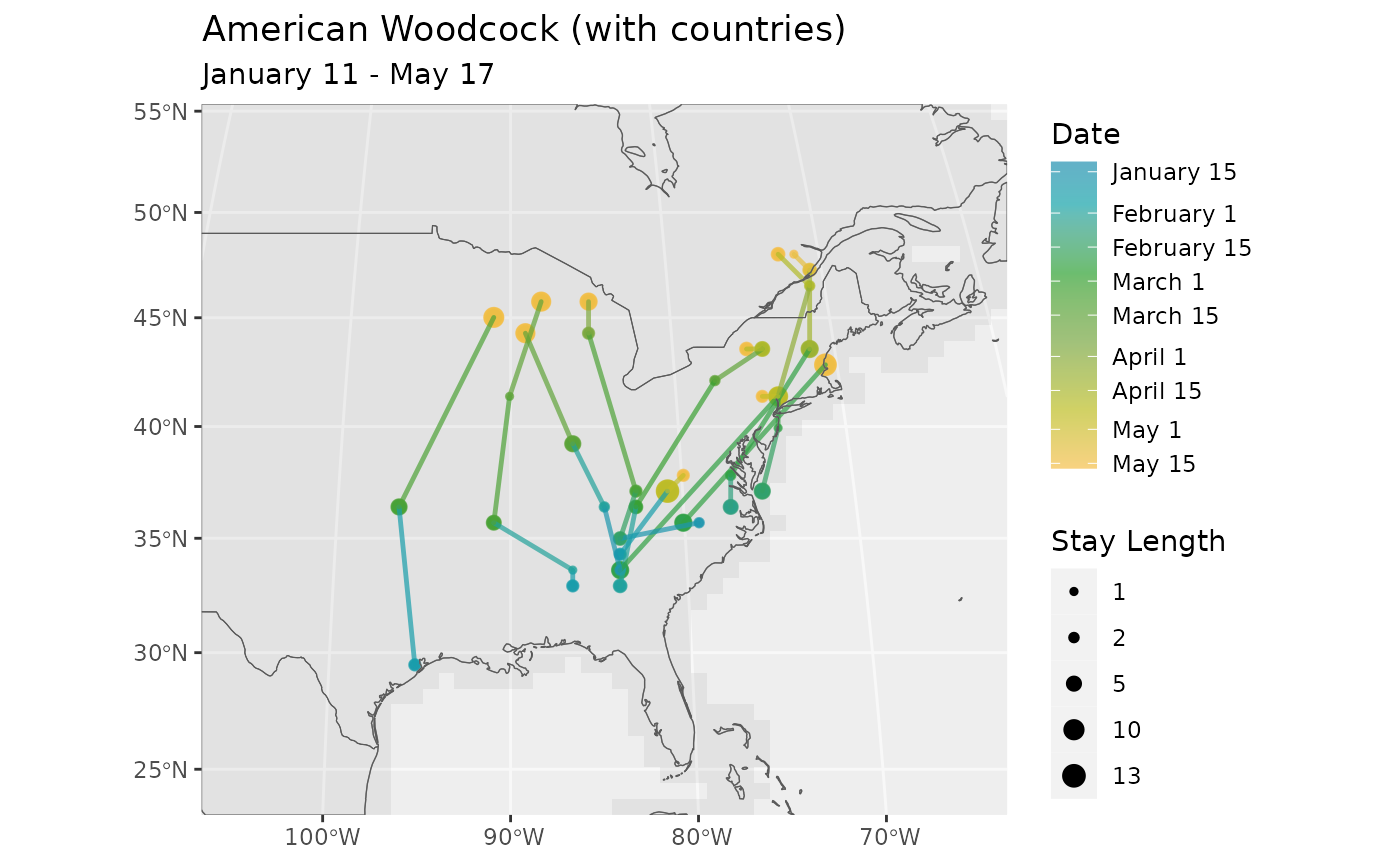 American Woodcock (with countries)
January 11 - May 17
55°N
50°N
45°N
40°N
35°N
30°N
25°N
100°W
90°W
80°W
70°W
Date
January 15
February 1
February 15
March 1
March 15
April 1
April 15
May 1
May 15
Stay Length
1
2
5
10
13